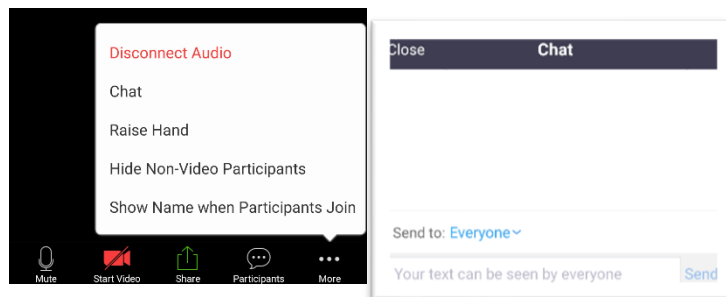 Disconnect Audio
Chat
Raise Hand
Hide Non-Video Participants
Show Name when Participants Join
Mute Start Video Share Participants More
Close Chat
Send to: Everyone
Your text can be seen by everyone Send